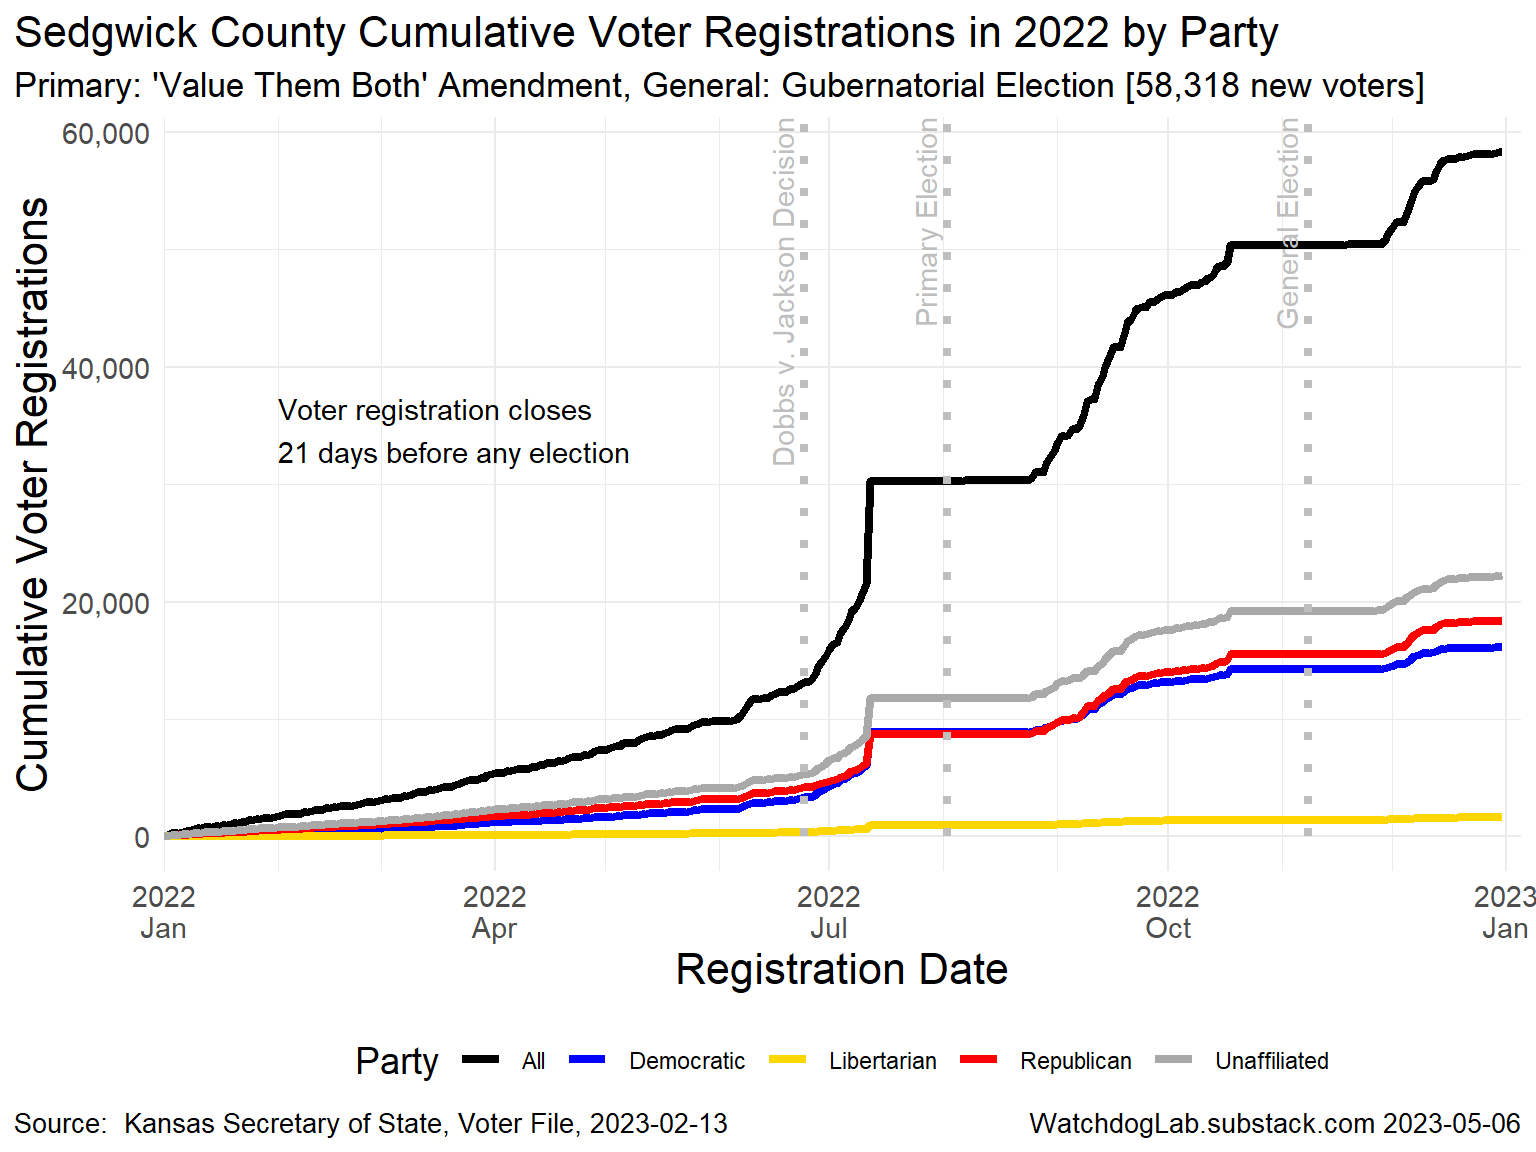 Sedgwick County Cumulative Voter Registrations in 2022 by Party
Primary: 'Value Them Both' Amendment, General: Gubernatorial Election [58,318 new voters]
Cumulative Voter Registrations
60,000
40,000
20,000
0
Voter registration closes
21 days before any election
Dobbs v. Jackson Decision
Primary Election
General Election
2022
Jan
2022
Apr
2022
Jul
2022
Oct
2023
Jan
Registration Date
Party
All
Democratic
Libertarian
Republican
Unaffiliated
Source:  Kansas Secretary of State, Voter File, 2023-02-13
WatchdogLab.substack.com 2023-05-06